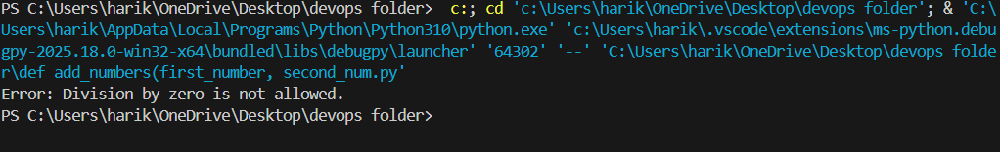 PS C:\Users\harik\OneDrive\Desktop\devops folder>  c:; cd 'c:\Users\harik\OneDrive\Desktop\devops folder'; & 'C:\
Users\harik\AppData\Local\Programs\Python\Python310\python.exe' 'c:\Users\harik\.vscode\extensions\ms-python.debu
gpy-2025.18.0-win32-x64\bundled\libs\debugpy\launcher' '64302' '--' 'C:\Users\harik\OneDrive\Desktop\devops folde
r\def add_numbers(first_number, second_num.py'
Error: Division by zero is not allowed.
PS C:\Users\harik\OneDrive\Desktop\devops folder>